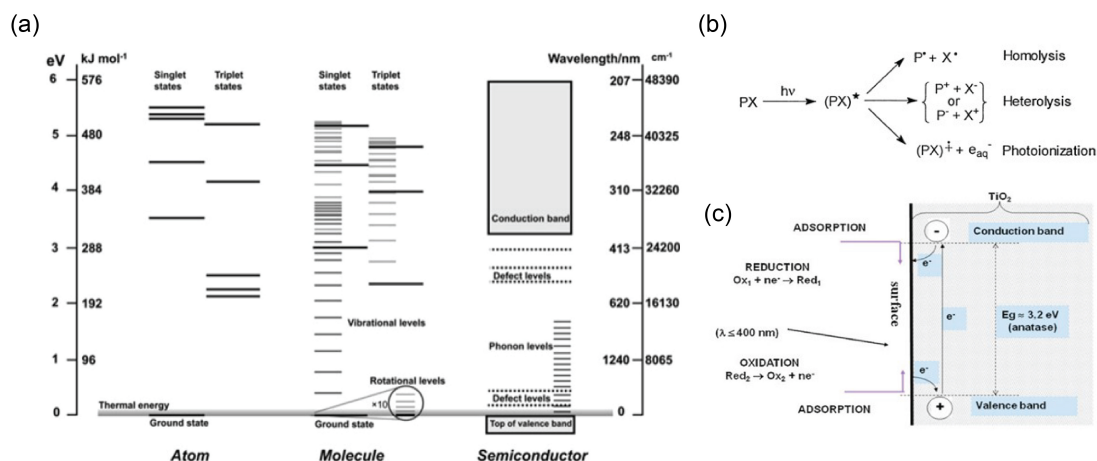 (a)
eV kJ mol⁻¹
Wavelength/nm cm⁻¹
6 576
5 480
4 384
3 288
2 192
1 96
0 0
Singlet states
Triplet states
Singlet states
Triplet states
207 48390
248 40325
310 32260
413 24200
620 16130
1240 8065
0
Conduction band
Defect levels
Vibrational levels
Phonon levels
Rotational levels
×10
Defect levels
Thermal energy
Ground state
Ground state
Top of valence band
Atom
Molecule
Semiconductor
(b)
PX hν (PX)*
P• + X• Homolysis
P⁺ + X⁻
or
P⁻ + X⁺
Heterolysis
(PX)•⁺ + eaq⁻ Photoionization
(c)
TiO₂
ADSORPTION
Conduction band
-
e⁻
REDUCTION
Ox₁ + ne⁻→ Red₁
surface
e⁻
Eg ≈ 3,2 eV
(anatase)
(λ ≤ 400 nm)
OXIDATION
Red₂ → Ox₂ + ne⁻
e⁻
ADSORPTION
+
Valence band